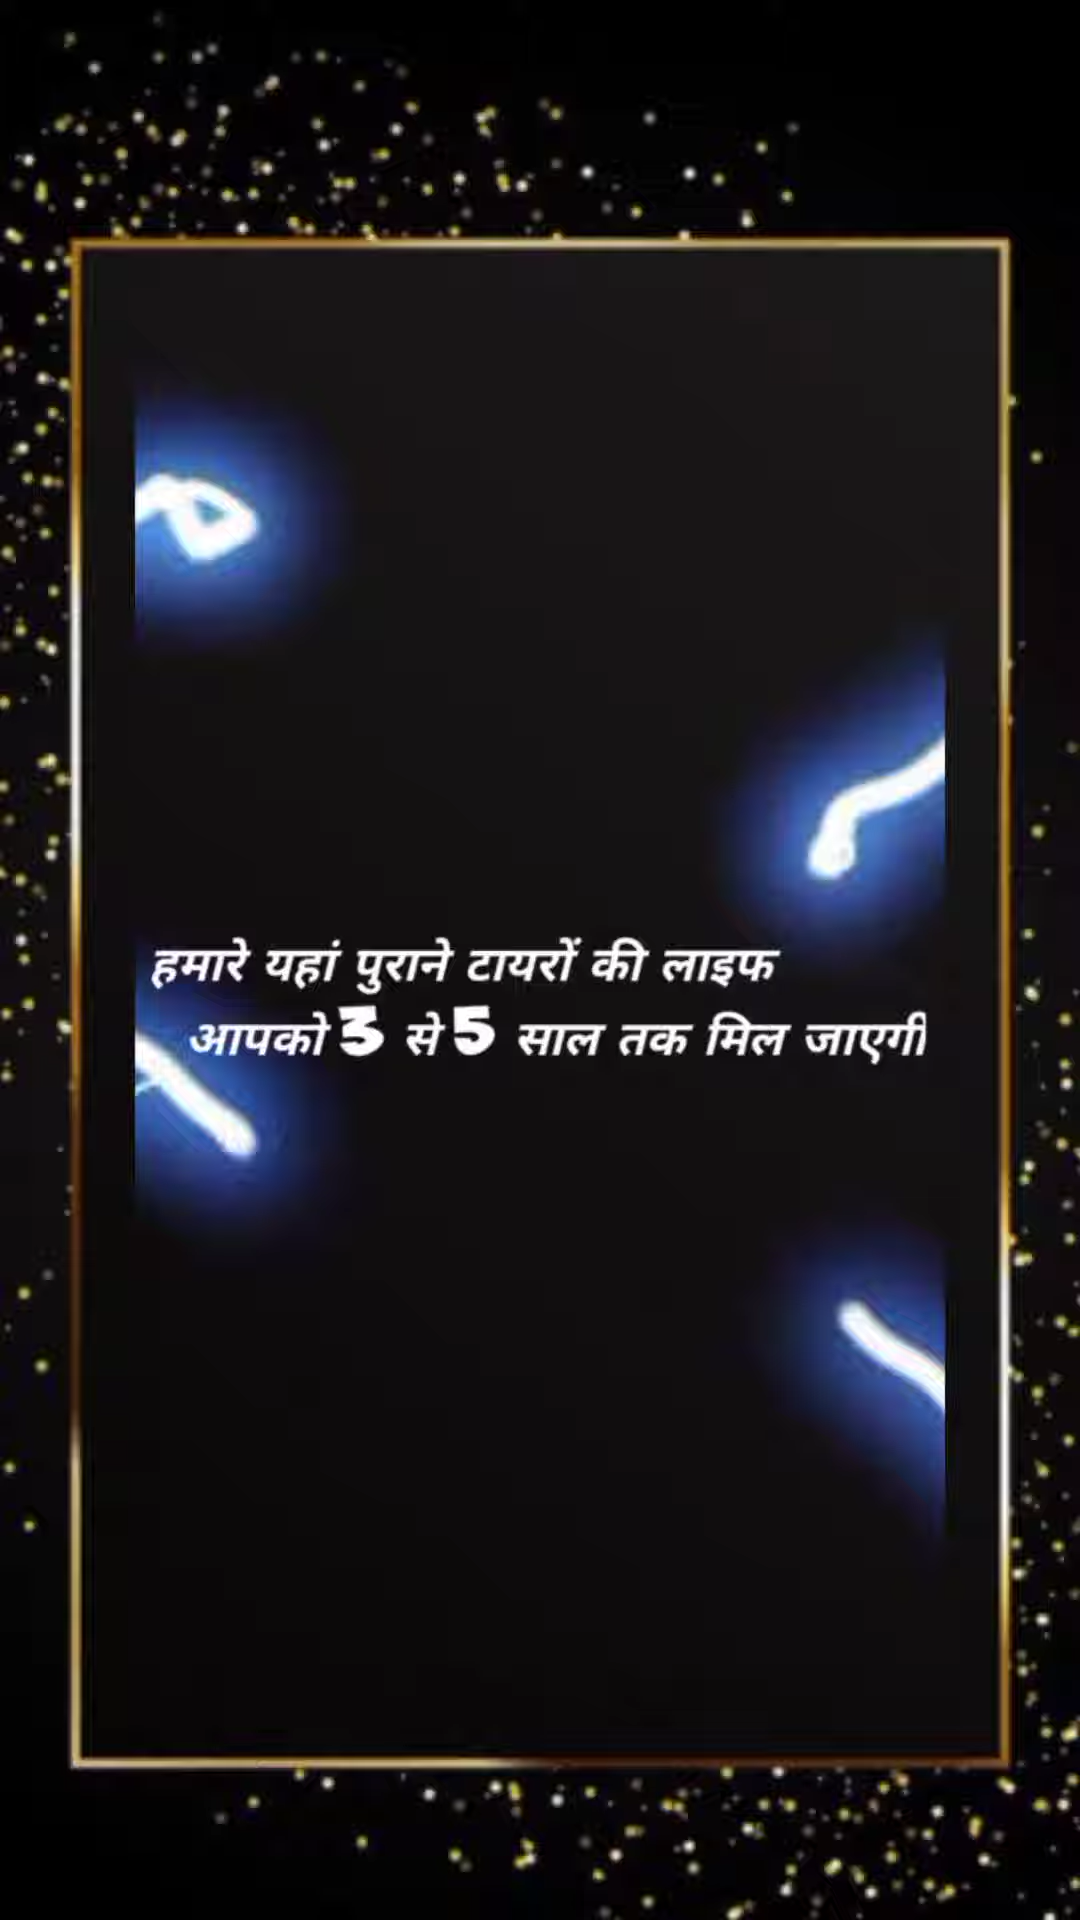 हमारे यहां पुराने टायरों की लाइफ
आपको 3 से 5 साल तक मिल जाएगी